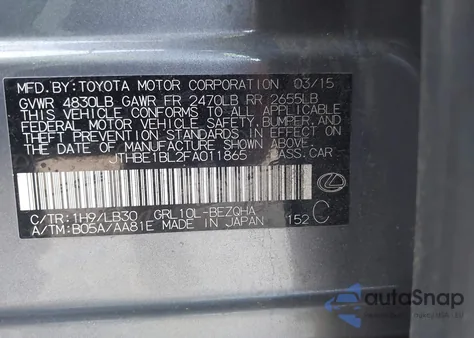 MFD.BY:TOYOTA MOTOR CORPORATION 03/15
GVWR 4830LB GAWR FR 2470LB RR 2655LB
THIS VEHICLE CONFORMS TO ALL APPLICABLE
FEDERAL MOTOR VEHICLE SAFETY,BUMPER,AND
THEFT PREVENTION STANDARDS IN EFFECT ON
THE DATE OF MANUFACTURE SHOWN ABOVE.
JTHBE1BL2FA011865 PASS.CAR
C/TR:1H9/LB30 GRL10L-BEZQHA
A/TM:B05A/AA81E MADE IN JAPAN 152 C
autaSnap